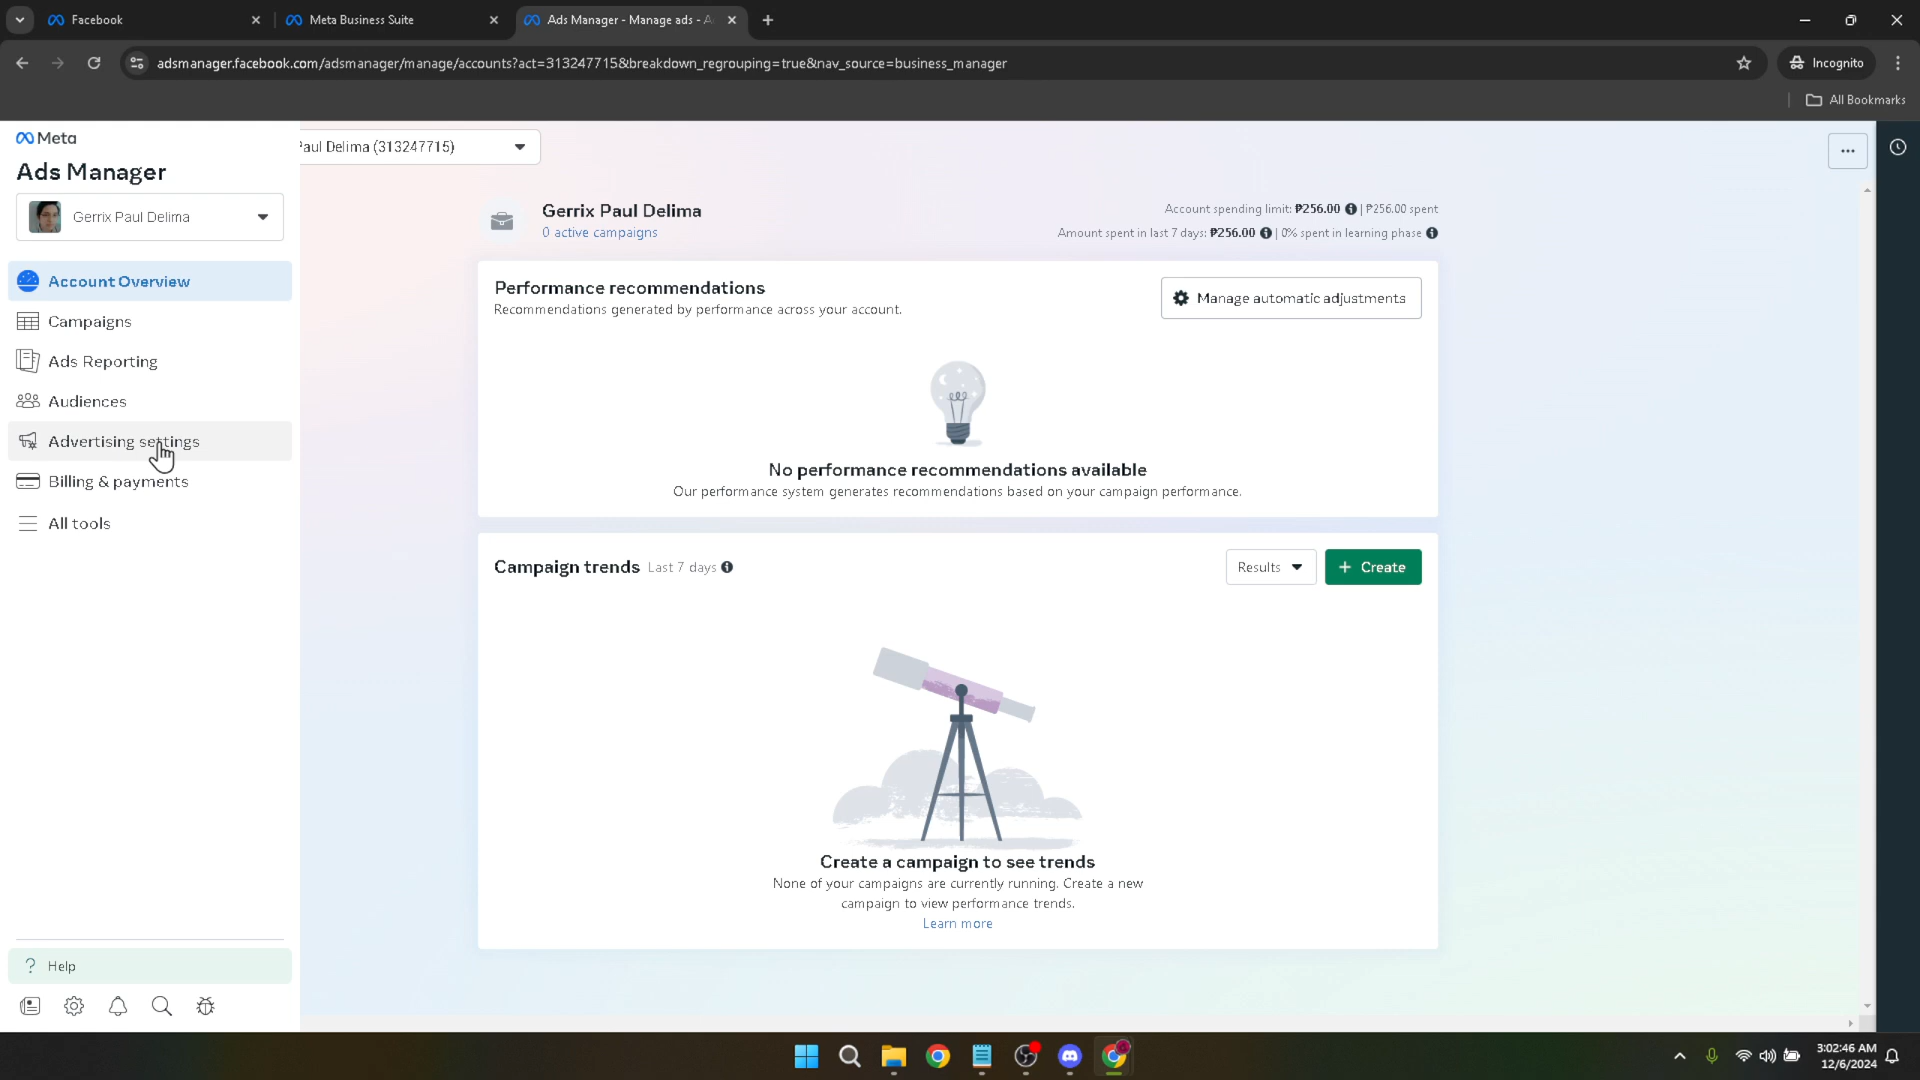 Facebook
Meta Business Suite
Ads Manager - Manage ads - A
adsmanager.facebook.com/adsmanager/manage/accounts?act=313247715&breakdown_regrouping=true&nav_source=business_manager
Incognito
All Bookmarks
Meta
Ads Manager
Gerrix Paul Delima
Account Overview
Campaigns
Ads Reporting
Audiences
Advertising settings
Billing & payments
All tools
? Help
Paul Delima (313247715)
...
Gerrix Paul Delima
0 active campaigns
Account spending limit: ₱256.00 | ₱256.00 spent
Amount spent in last 7 days: ₱256.00 | 0% spent in learning phase
Performance recommendations
Recommendations generated by performance across your account.
Manage automatic adjustments
No performance recommendations available
Our performance system generates recommendations based on your campaign performance.
Campaign trends Last 7 days
Results
+ Create
Create a campaign to see trends
None of your campaigns are currently running. Create a new
campaign to view performance trends.
Learn more
3:02:46 AM
12/6/2024